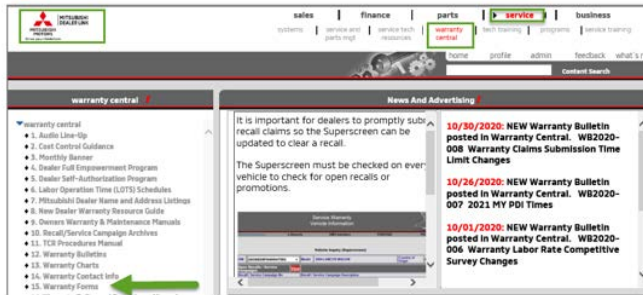 MITSUBISHI
DEALER LINK
MITSUBISHI
MOTORS
Drive your Ambition
sales | finance | parts | service | business
systems | service and parts mgt | service tech resources | warranty central | tech training | programs | service training
home profile admin feedback what's
Content Search
warranty central
News And Advertising
warranty central
1. Audio Line-Up
2. Cost Control Guidance
3. Monthly Banner
4. Dealer Full Empowerment Program
5. Dealer Self-Authorization Program
6. Labor Operation Time (LOTS) Schedules
7. Mitsubishi Dealer Name and Address Listings
8. New Dealer Warranty Resource Guide
9. Owners Warranty & Maintenance Manuals
10. Recall/Service Campaign Archives
11. TCR Procedures Manual
12. Warranty Bulletins
13. Warranty Charts
14. Warranty Contact Info
15. Warranty Forms
It is important for dealers to promptly
recall claims so the Superscreen can be
updated to clear a recall.
The Superscreen must be checked on every
vehicle to check for open recalls or
promotions.
Service Warranty
Vehicle Information
10/30/2020: NEW Warranty Bulletin
posted in Warranty Central. WB2020-
008 Warranty Claims Submission Time
Limit Changes
10/26/2020: NEW Warranty Bulletin
posted in Warranty Central. WB2020-
007 2021 MY PDI Times
10/01/2020: NEW Warranty Bulletin
posted in Warranty Central. WB2020-
006 Warranty Labor Rate Competitive
Survey Changes